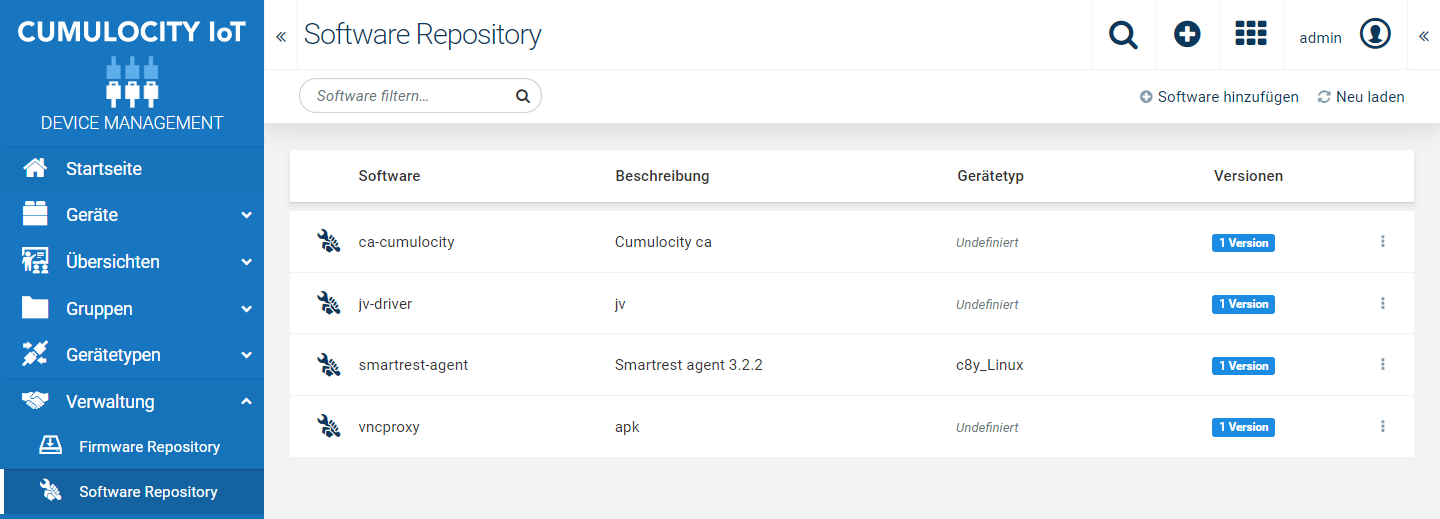 CUMULOCITY IoT
DEVICE MANAGEMENT
Startseite
Geräte
Übersichten
Gruppen
Gerätetypen
Verwaltung
Firmware Repository
Software Repository
« Software Repository admin «
Software filtern... Software hinzufügen Neu laden
Software Beschreibung Gerätetyp Versionen
ca-cumulocity Cumulocity ca Undefiniert 1 Version
jv-driver jv Undefiniert 1 Version
smartrest-agent Smartrest agent 3.2.2 c8y_Linux 1 Version
vncproxy apk Undefiniert 1 Version